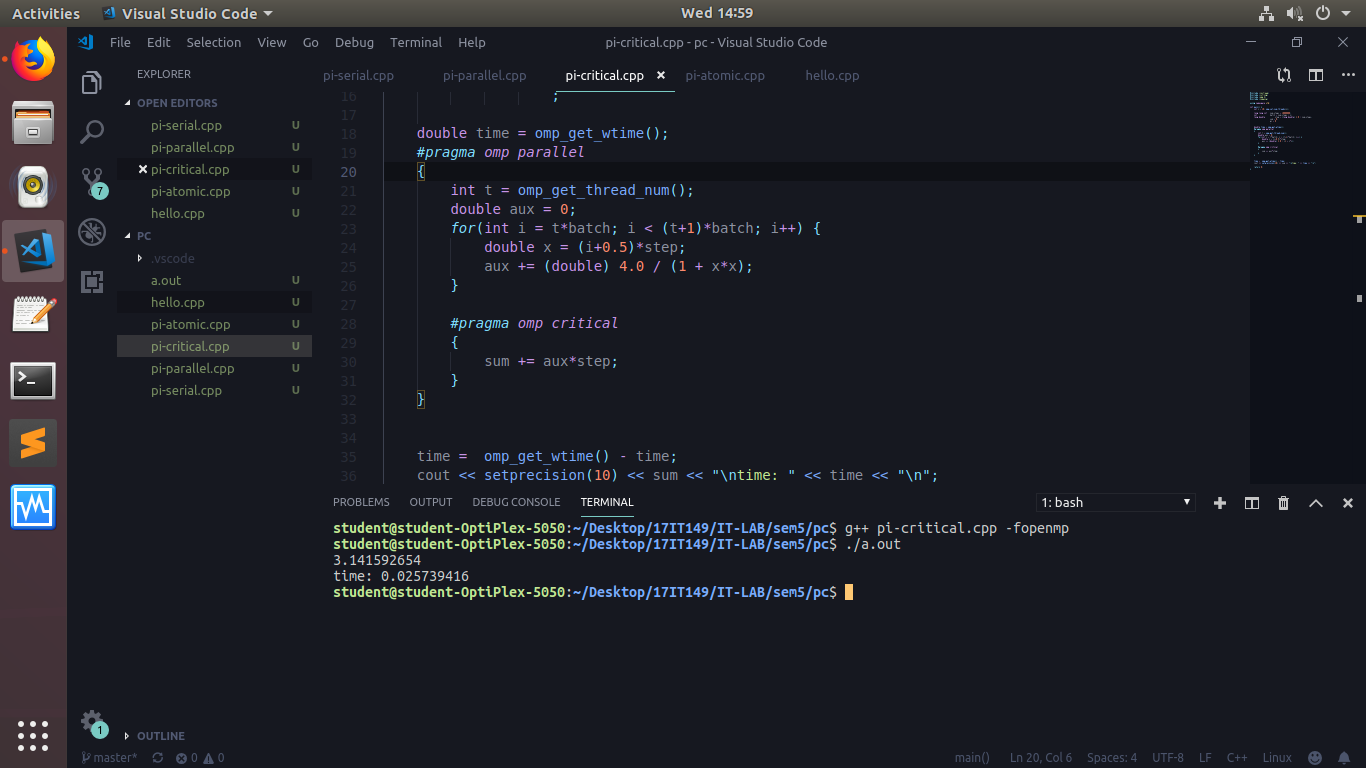 Activities Visual Studio Code Wed 14:59
File Edit Selection View Go Debug Terminal Help pi-critical.cpp - pc - Visual Studio Code
EXPLORER
OPEN EDITORS
pi-serial.cpp U
pi-parallel.cpp U
pi-critical.cpp U
pi-atomic.cpp U
hello.cpp U
PC
.vscode
a.out U
hello.cpp U
pi-atomic.cpp U
pi-critical.cpp U
pi-parallel.cpp U
pi-serial.cpp U
OUTLINE
7
1
pi-serial.cpp pi-parallel.cpp pi-critical.cpp pi-atomic.cpp hello.cpp
16 ;
17
18 double time = omp_get_wtime();
19 #pragma omp parallel
20 {
21 int t = omp_get_thread_num();
22 double aux = 0;
23 for(int i = t*batch; i < (t+1)*batch; i++) {
24 double x = (i+0.5)*step;
25 aux += (double) 4.0 / (1 + x*x);
26 }
27
28 #pragma omp critical
29 {
30 sum += aux*step;
31 }
32 }
33
34
35 time =  omp_get_wtime() - time;
36 cout << setprecision(10) << sum << "\ntime: " << time << "\n";
PROBLEMS OUTPUT DEBUG CONSOLE TERMINAL 1: bash
student@student-OptiPlex-5050:~/Desktop/17IT149/IT-LAB/sem5/pc$ g++ pi-critical.cpp -fopenmp
student@student-OptiPlex-5050:~/Desktop/17IT149/IT-LAB/sem5/pc$ ./a.out
3.141592654
time: 0.025739416
student@student-OptiPlex-5050:~/Desktop/17IT149/IT-LAB/sem5/pc$
master* 0 0 main() Ln 20, Col 6 Spaces: 4 UTF-8 LF C++ Linux